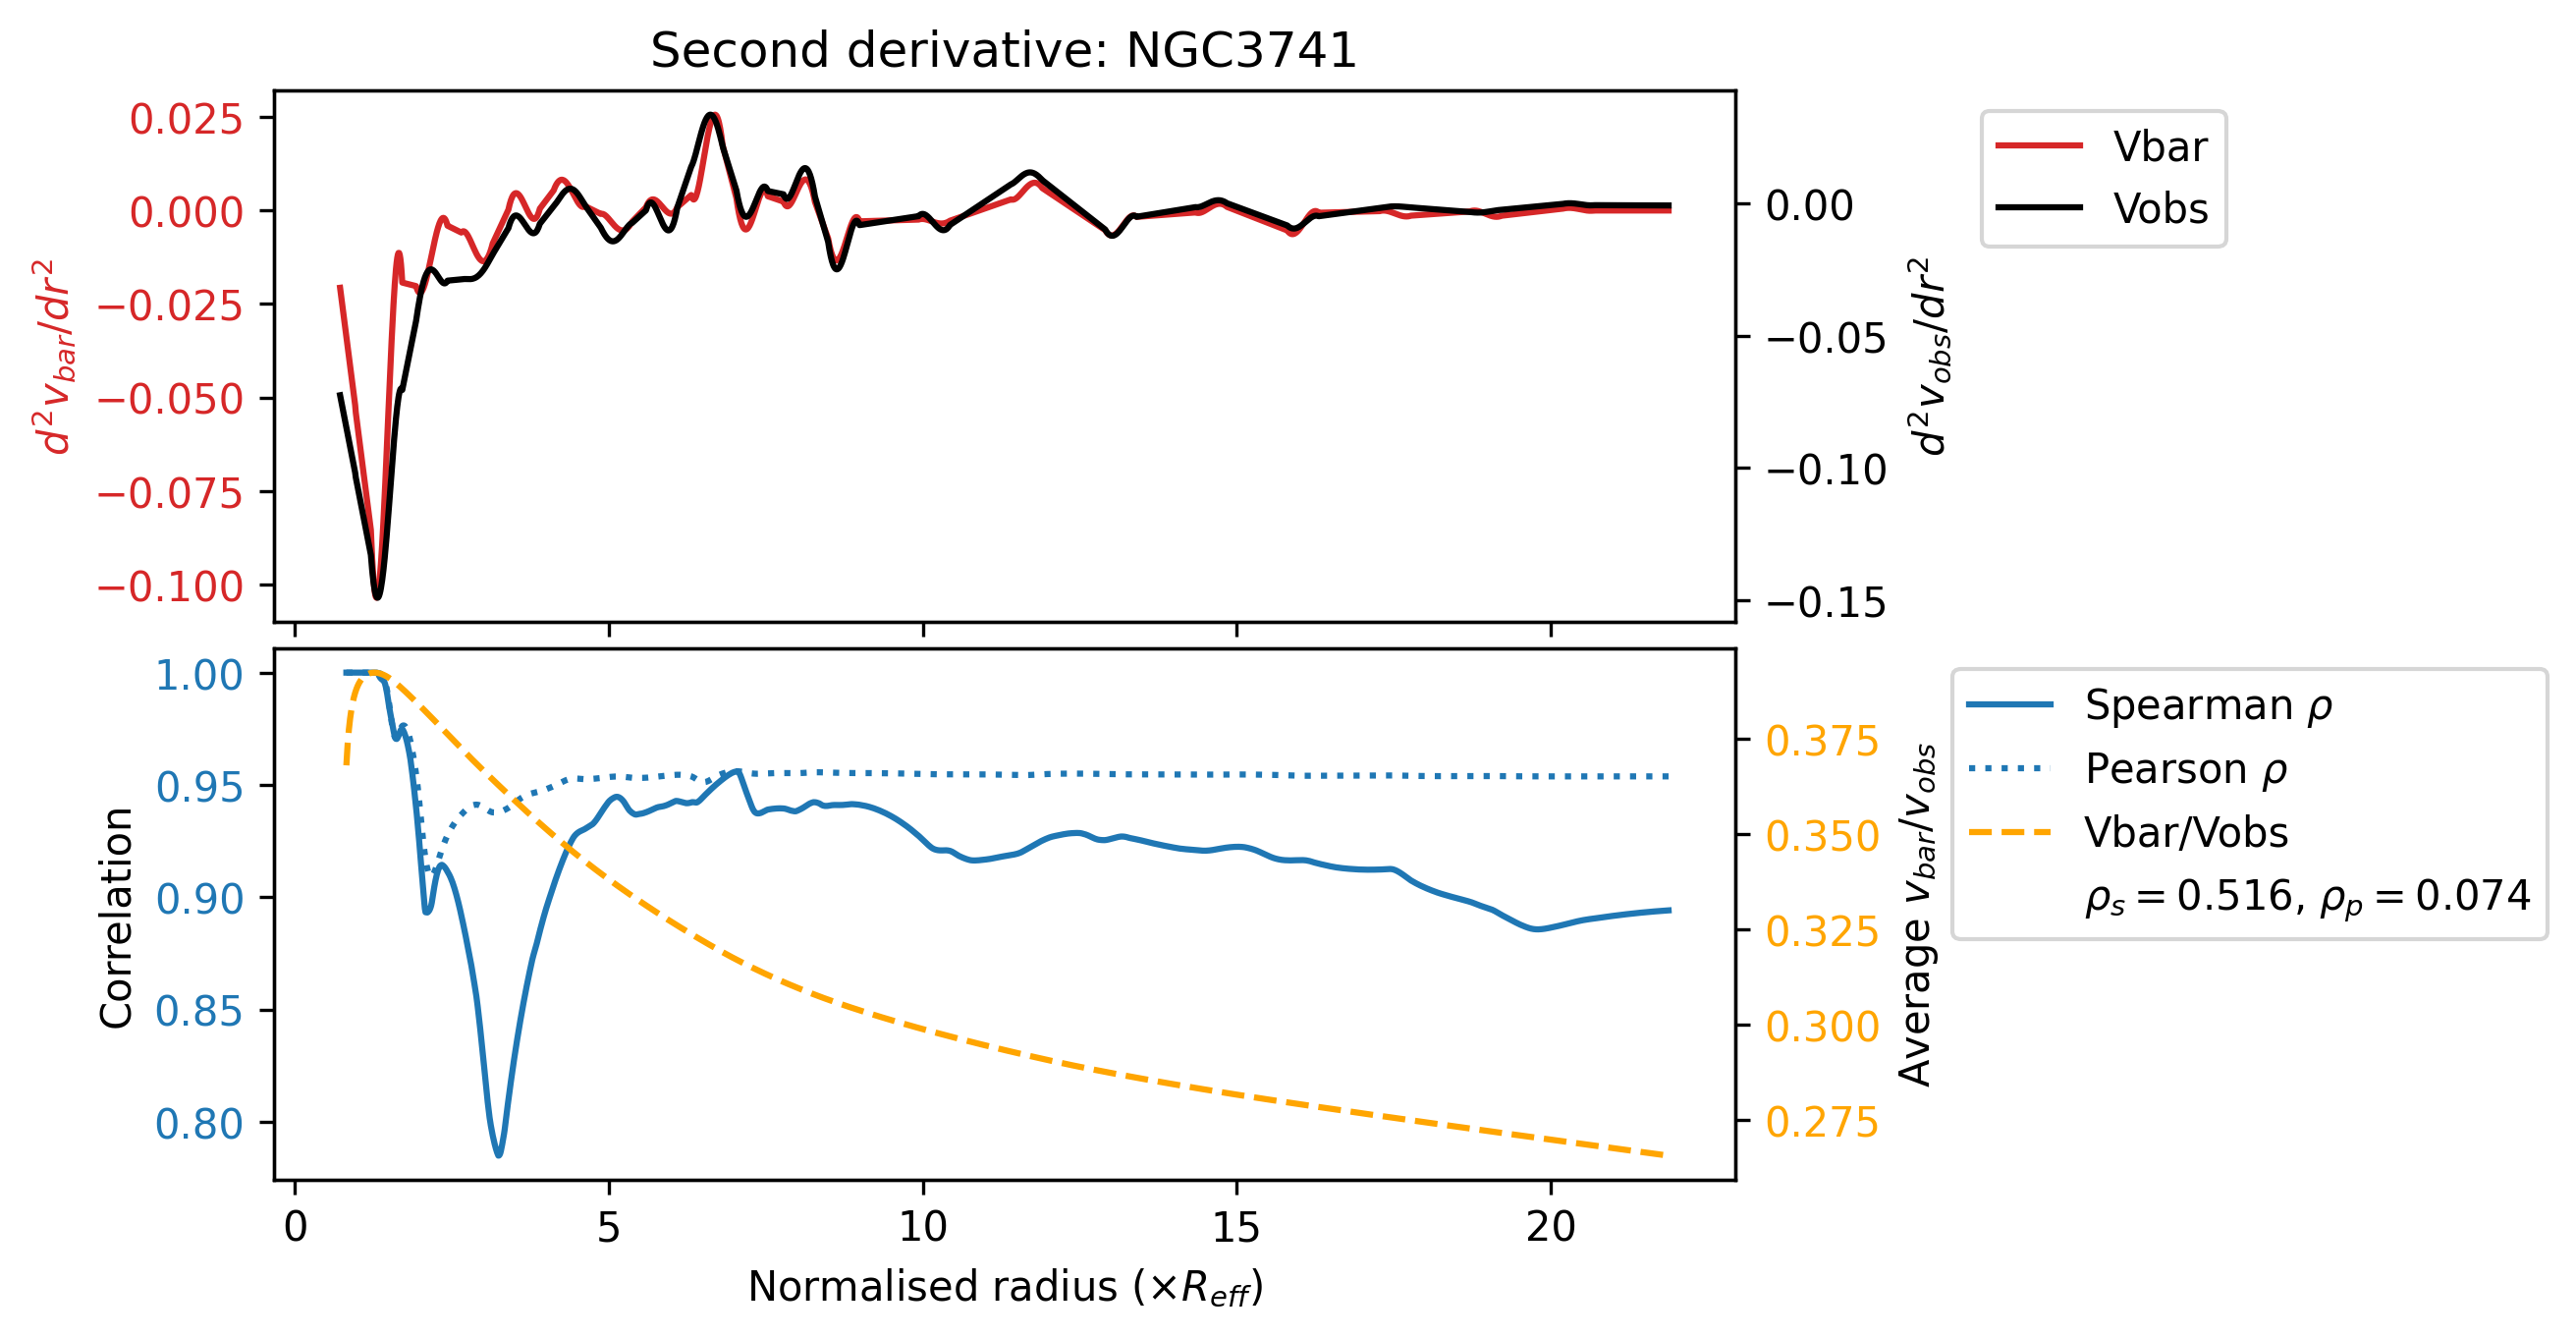 Second derivative: NGC3741
0.025
0.000
−0.025
−0.050
−0.075
−0.100
d²v_bar/dr²
0.00
−0.05
−0.10
−0.15
d²v_obs/dr²
Vbar
Vobs
1.00
0.95
0.90
0.85
0.80
Correlation
0.375
0.350
0.325
0.300
0.275
Average v_bar/v_obs
Spearman ρ
Pearson ρ
Vbar/Vobs
ρ_s = 0.516, ρ_p = 0.074
0 5 10 15 20
Normalised radius (×R_eff)